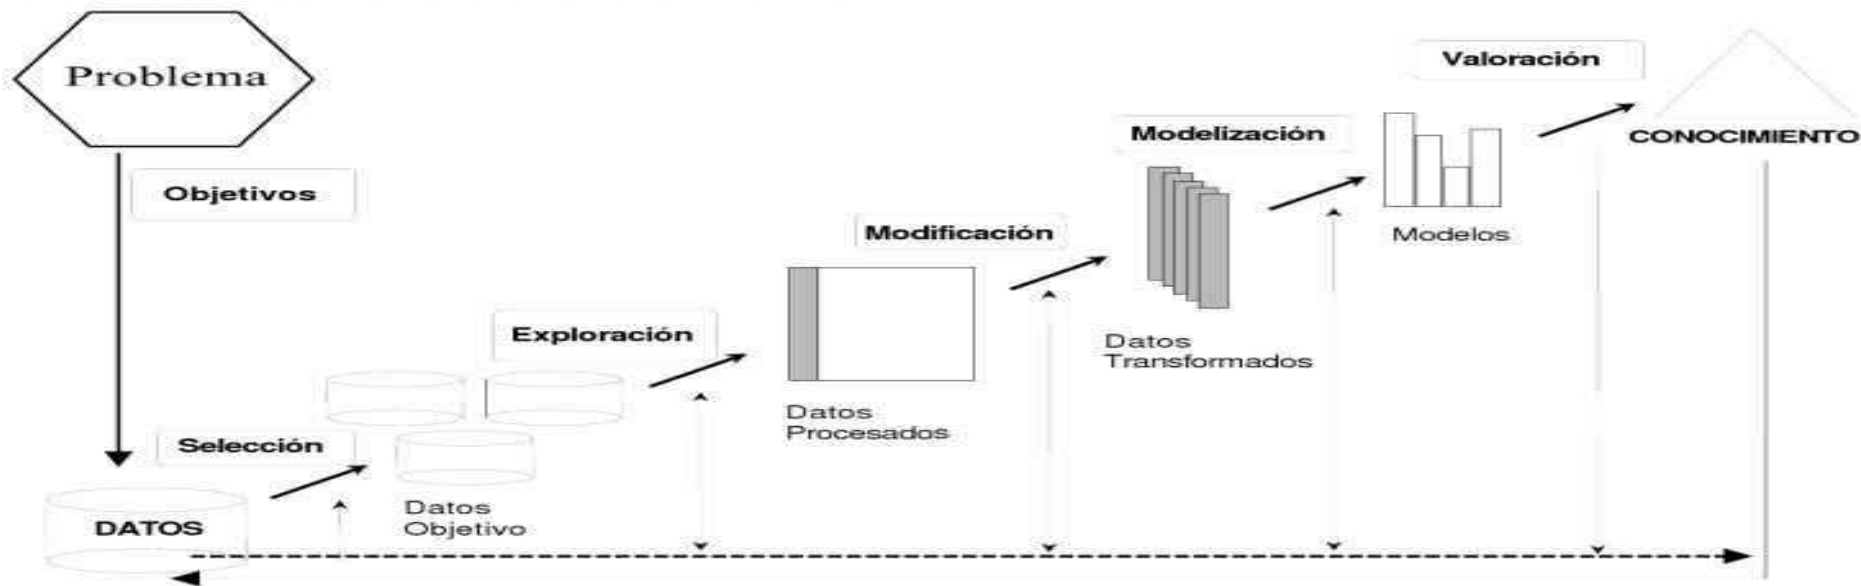 Problema
Objetivos
Selección
DATOS
Datos
Objetivo
Exploración
Datos
Procesados
Modificación
Datos
Transformados
Modelización
Modelos
Valoración
CONOCIMIENTO